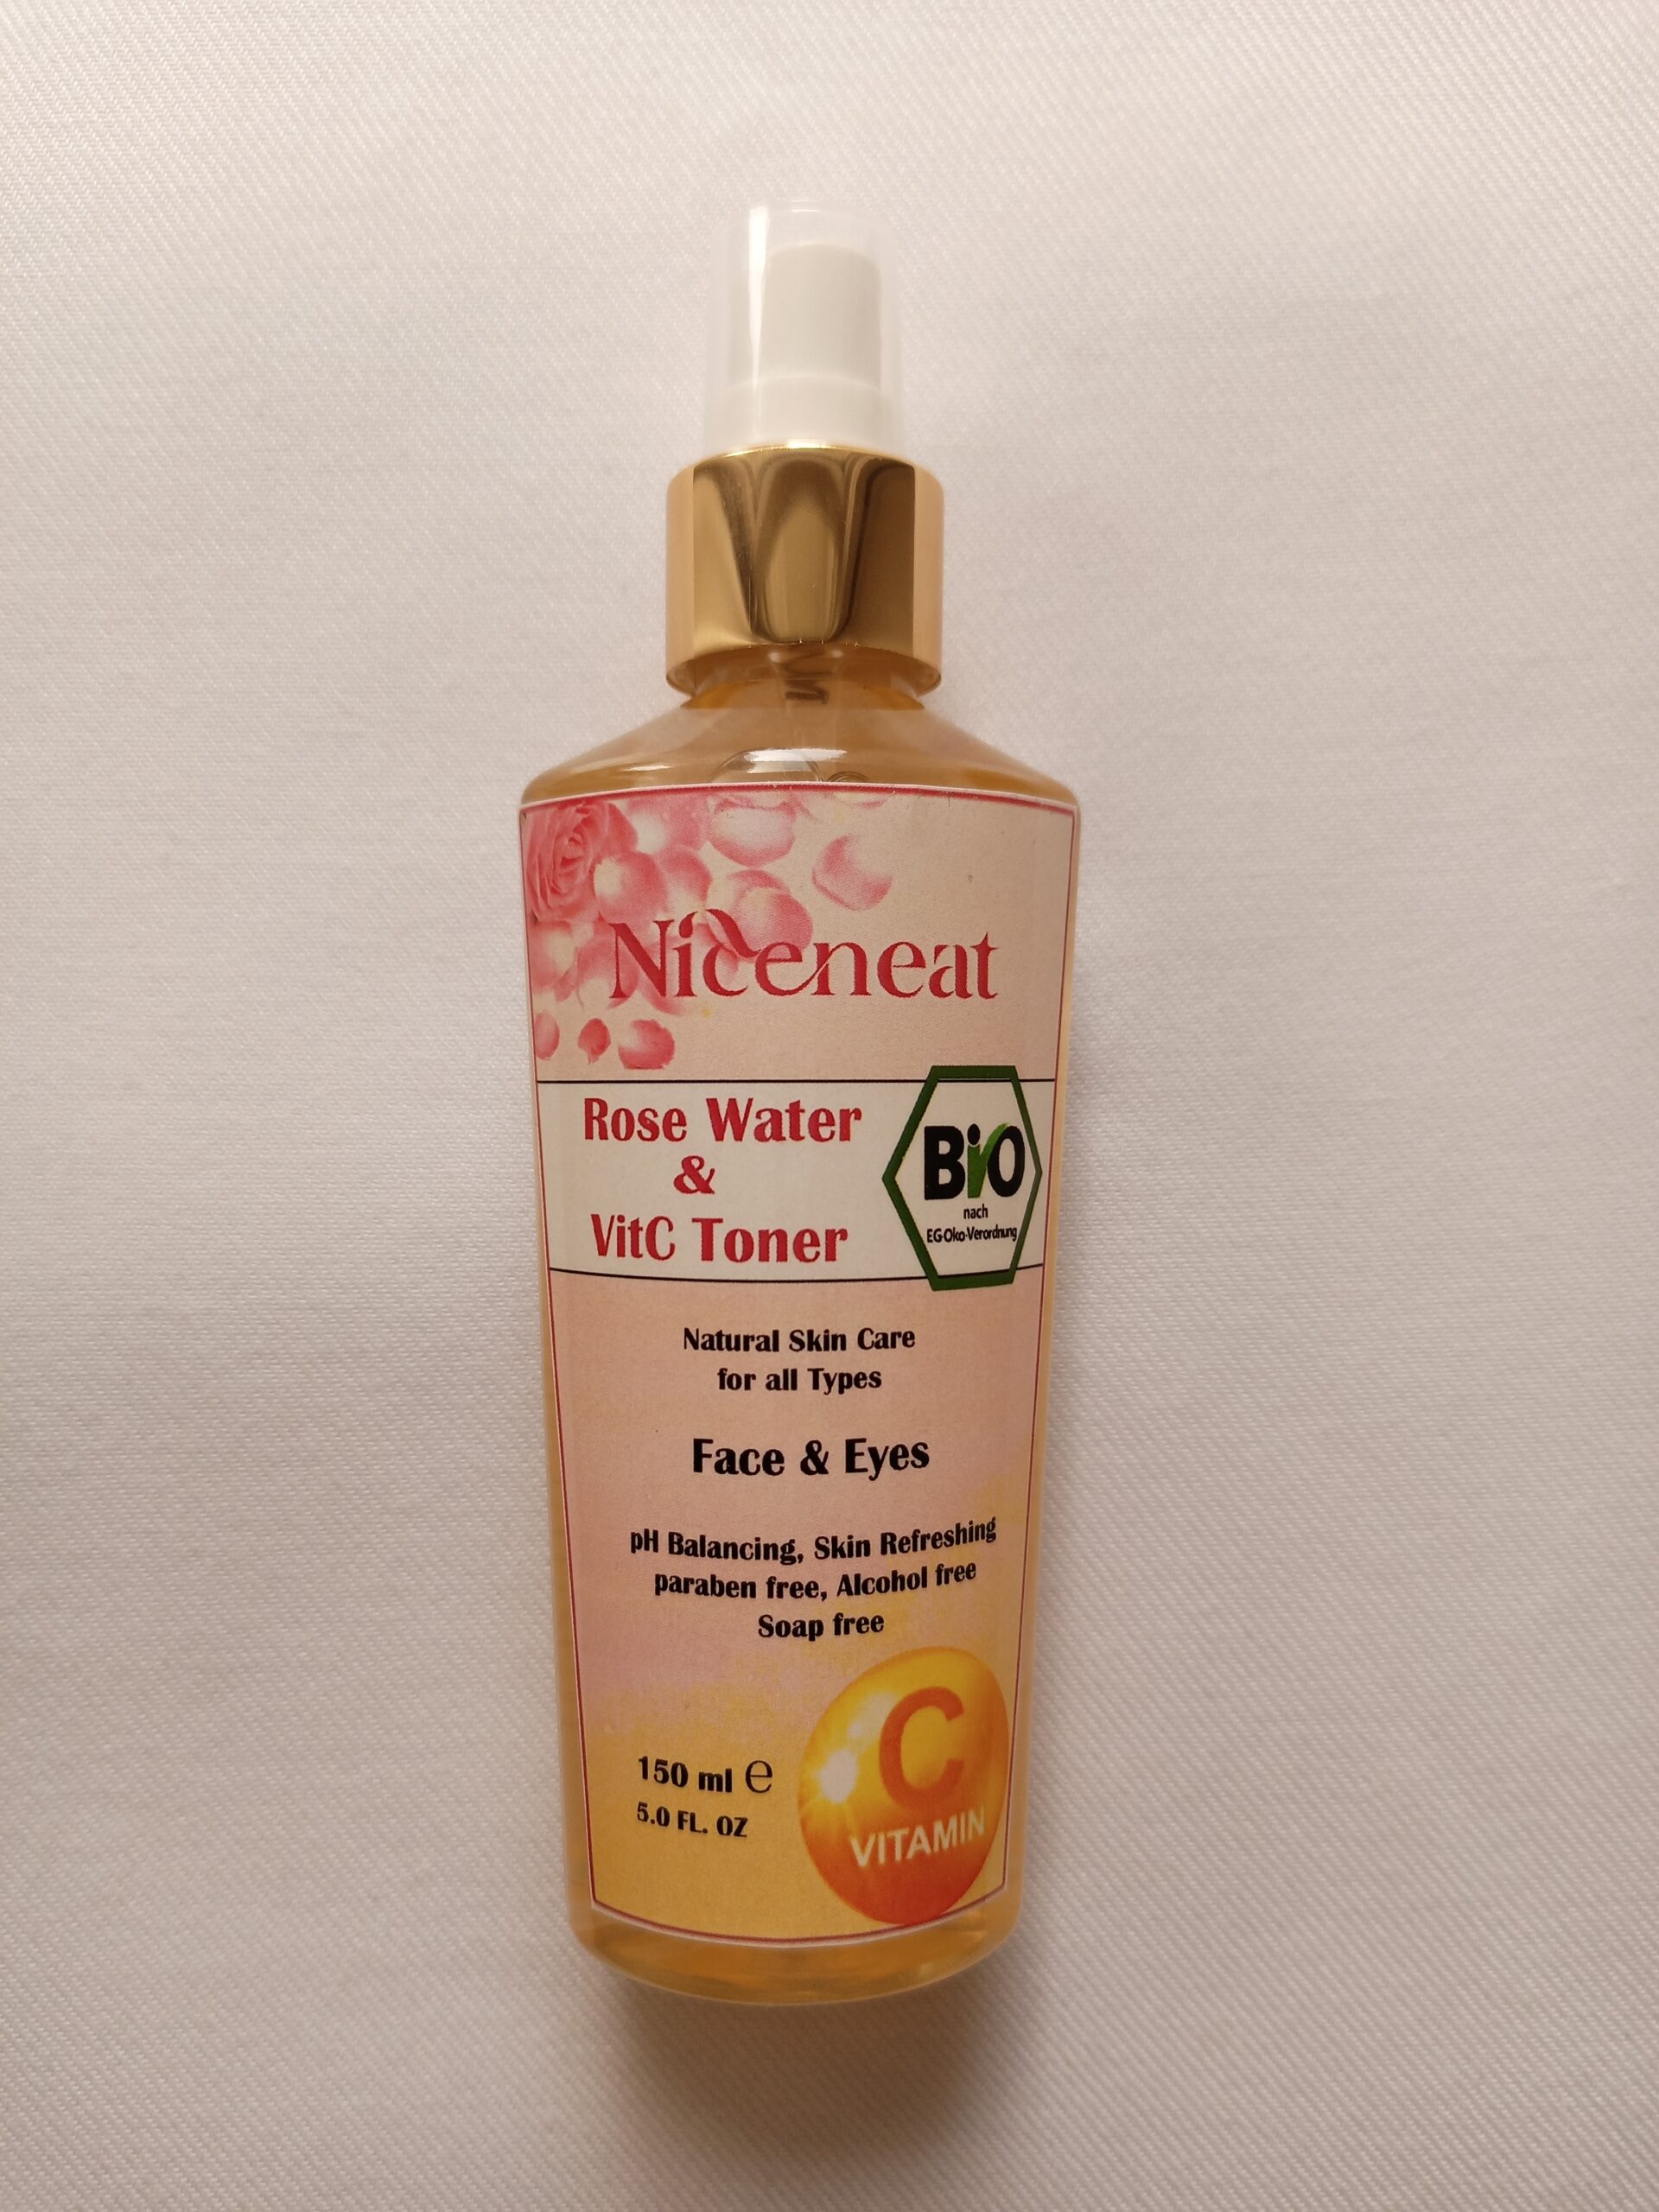 Niceneat
Rose Water
&
VitC Toner
BiO
nach
EG-Oko-Verordnung
Natural Skin Care
for all Types
Face & Eyes
pH Balancing, Skin Refreshing
paraben free, Alcohol free
Soap free
150 ml ℮
5.0 FL. OZ
C
VITAMIN